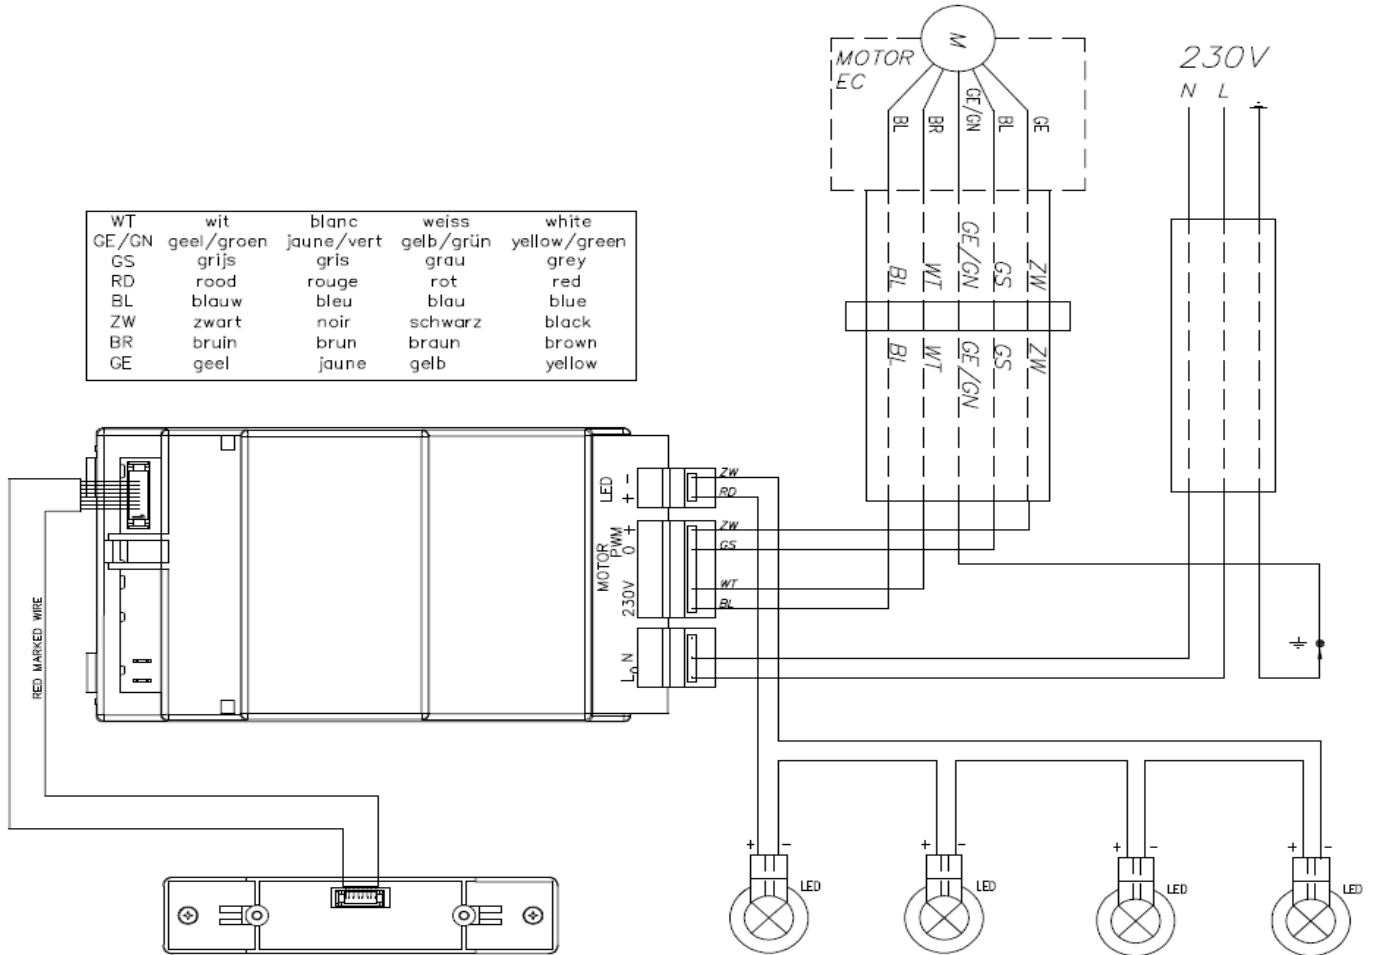 MOTOR
EC
M
230V
N L
BL BR GE/GN BL GE
WT wit blanc weiss white
GE/GN geel/groen jaune/vert gelb/grün yellow/green
GS grijs gris grau grey
RD rood rouge rot red
BL blauw bleu blau blue
ZW zwart noir schwarz black
BR bruin brun braun brown
GE geel jaune gelb yellow
BL WT GE/GN GS ZW
BL WT GE/GN GS ZW
LED
+ -
ZW
RD
MOTOR
PWM
0 +
230V
ZW
GS
WT
BL
L N
RED MARKED WIRE
+ - LED
+ - LED
+ - LED
+ - LED